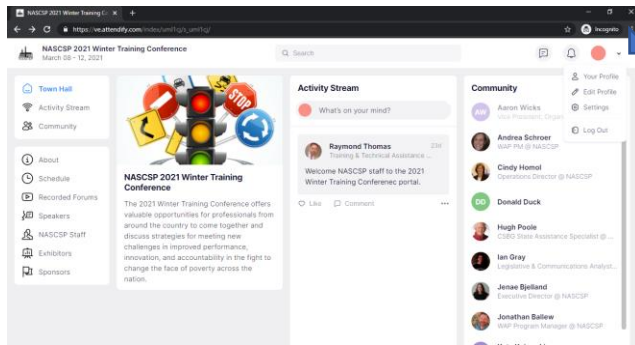 NASCSP 2021 Winter Training Co
https://ve.attendify.com/index/uml1cj/s_uml1cj/
Incognito
NASCSP 2021 Winter Training Conference
March 08 - 12, 2021
Search
Your Profile
Edit Profile
Settings
Log Out
Town Hall
Activity Stream
Community
About
Schedule
Recorded Forums
Speakers
NASCSP Staff
Exhibitors
Sponsors
STOP
NASCSP 2021 Winter Training
Conference
The 2021 Winter Training Conference offers
valuable opportunities for professionals from
around the country to come together and
discuss strategies for meeting new
challenges in improved performance,
innovation, and accountability in the fight to
change the face of poverty across the
nation.
Activity Stream
What's on your mind?
Raymond Thomas
23d
Training & Technical Assistance ...
Welcome NASCSP staff to the 2021
Winter Training Conferenec portal.
Like
Comment
Community
AW
Aaron Wicks
Vice President, Organ
Andrea Schroer
WAP PM @ NASCSP
Cindy Homol
Operations Director @ NASCSP
DD
Donald Duck
Hugh Poole
CSBG State Assistance Specialist @ ...
Ian Gray
Legislative & Communications Analyst...
Jenae Bjelland
Executive Director @ NASCSP
Jonathan Ballew
WAP Program Manager @ NASCSP